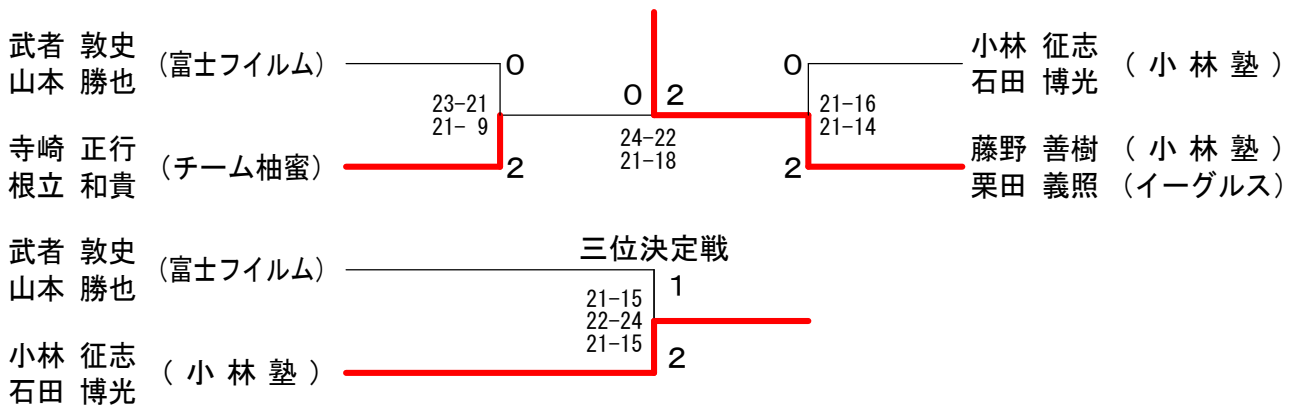 武者 敦史
山本 勝也
(富士フイルム)
0
23-21
21- 9
寺崎 正行
根立 和貴
(チーム柚蜜)
2
0 2
24-22
21-18
0
21-16
21-14
2
小林 征志
石田 博光
( 小 林 塾 )
藤野 善樹 ( 小 林 塾 )
栗田 義照 (イーグルス)
三位決定戦
武者 敦史
山本 勝也
(富士フイルム)
1
21-15
22-24
21-15
2
小林 征志
石田 博光
( 小 林 塾 )